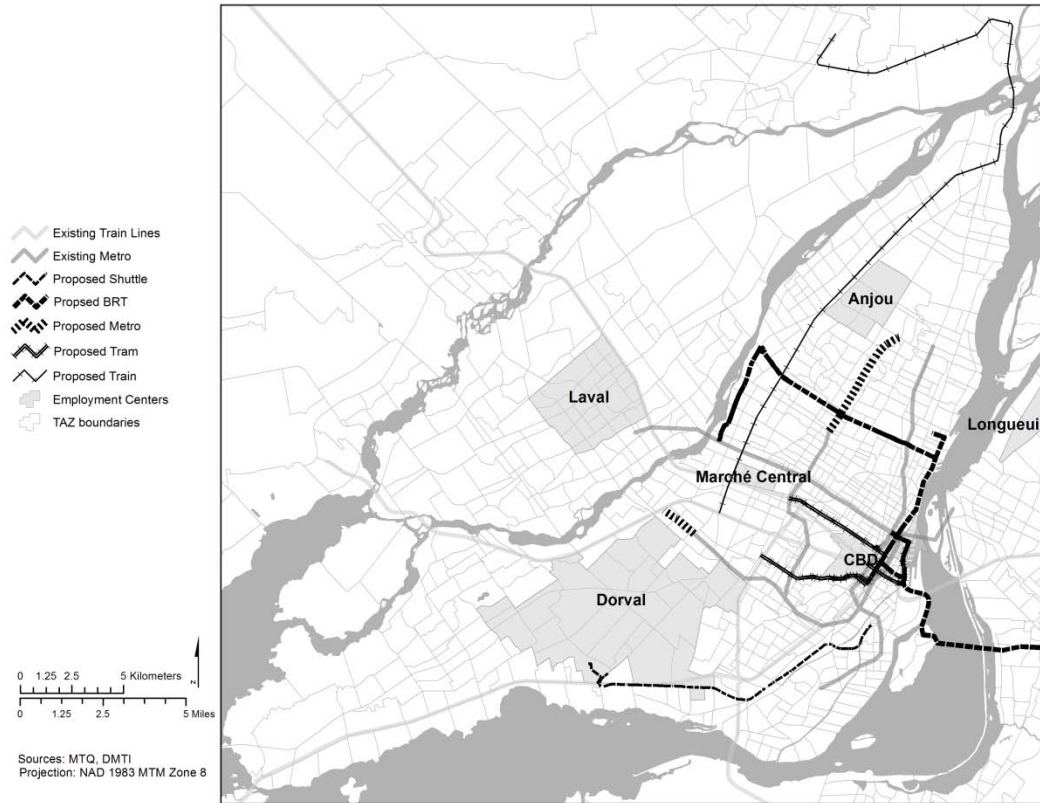 Existing Train Lines
Existing Metro
Proposed Shuttle
Propsed BRT
Proposed Metro
Proposed Tram
Proposed Train
Employment Centers
TAZ boundaries
Anjou
Laval
Longueui
Marché Central
CBD
Dorval
z
0 1.25 2.5 5 Kilometers
0 1.25 2.5 5 Miles
Sources: MTQ, DMTI
Projection: NAD 1983 MTM Zone 8